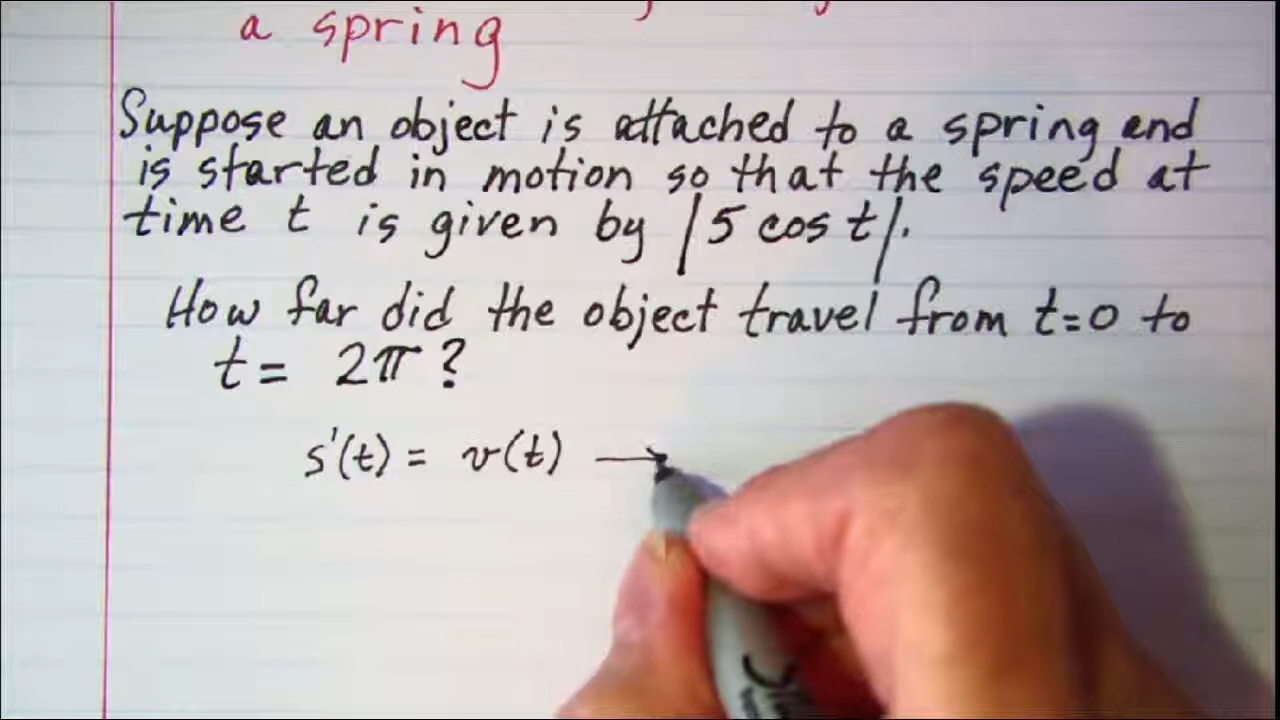 a spring
Suppose an object is attached to a spring and
is started in motion so that the speed at
time t is given by |5 cos t|.
How far did the object travel from t=0 to
t = 2π ?
s'(t) = v(t) →